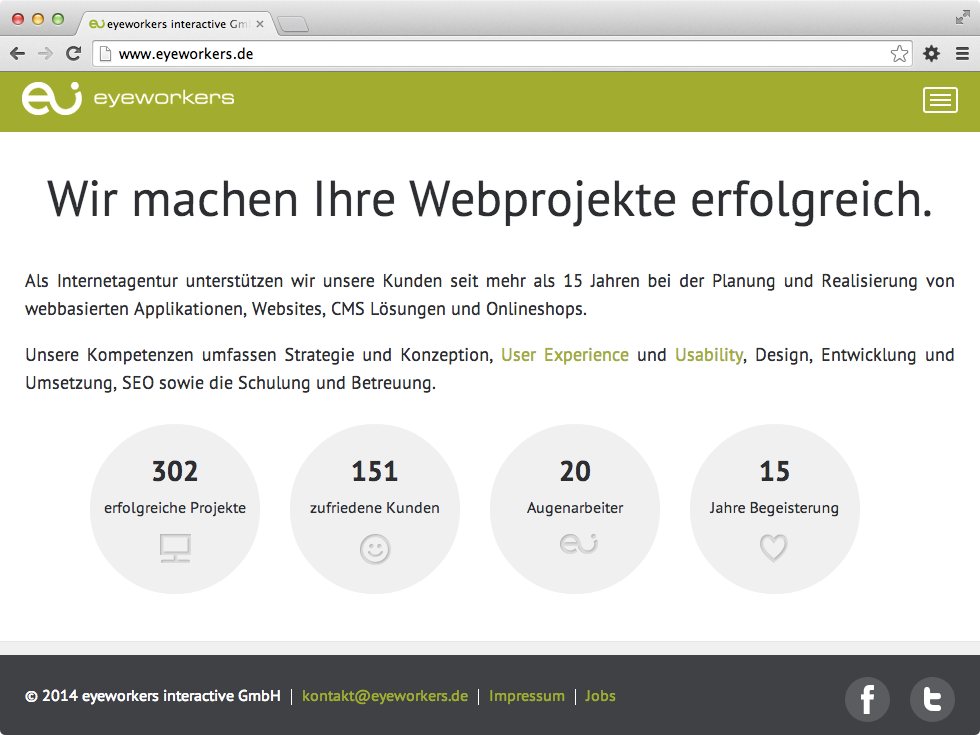 eyeworkers interactive Gm
www.eyeworkers.de
eyeworkers
Wir machen Ihre Webprojekte erfolgreich.
Als Internetagentur unterstützen wir unsere Kunden seit mehr als 15 Jahren bei der Planung und Realisierung von
webbasierten Applikationen, Websites, CMS Lösungen und Onlineshops.
Unsere Kompetenzen umfassen Strategie und Konzeption, User Experience und Usability, Design, Entwicklung und
Umsetzung, SEO sowie die Schulung und Betreuung.
302
erfolgreiche Projekte
151
zufriedene Kunden
20
Augenarbeiter
15
Jahre Begeisterung
© 2014 eyeworkers interactive GmbH | kontakt@eyeworkers.de | Impressum | Jobs